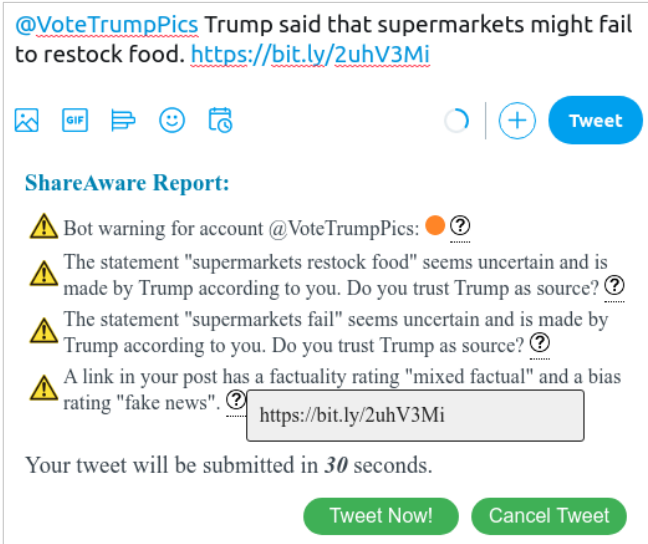 @VoteTrumpPics Trump said that supermarkets might fail
to restock food. https://bit.ly/2uhV3Mi
GIF
Tweet
ShareAware Report:
Bot warning for account @VoteTrumpPics: ?
The statement "supermarkets restock food" seems uncertain and is
made by Trump according to you. Do you trust Trump as source? ?
The statement "supermarkets fail" seems uncertain and is made by
Trump according to you. Do you trust Trump as source? ?
A link in your post has a factuality rating "mixed factual" and a bias
rating "fake news". ?
https://bit.ly/2uhV3Mi
Your tweet will be submitted in 30 seconds.
Tweet Now! Cancel Tweet